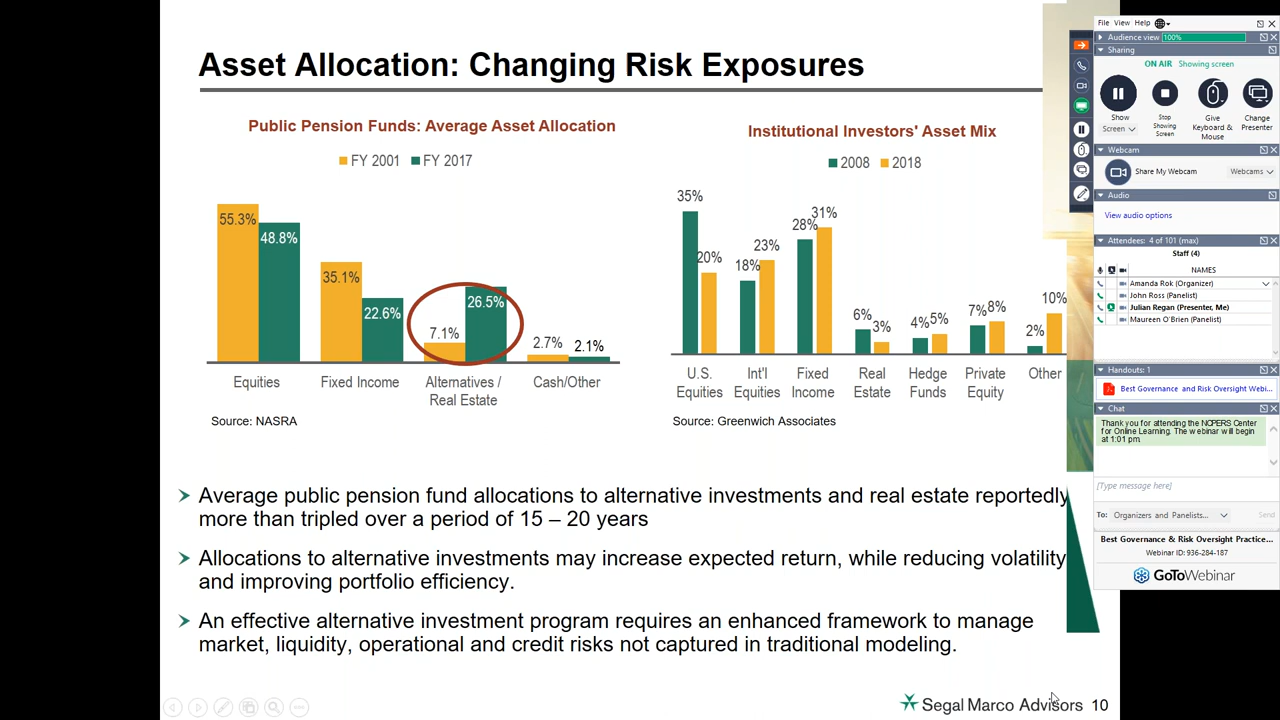 Asset Allocation: Changing Risk Exposures
Public Pension Funds: Average Asset Allocation
FY 2001 FY 2017
55.3%
48.8%
35.1%
22.6%
7.1%
26.5%
2.7%
2.1%
Equities
Fixed Income
Alternatives /
Real Estate
Cash/Other
Source: NASRA
Institutional Investors' Asset Mix
2008 2018
35%
20%
18%
23%
28%
31%
6%
3%
4%
5%
7%
8%
2%
10%
U.S.
Equities
Int'l
Equities
Fixed
Income
Real
Estate
Hedge
Funds
Private
Equity
Other
Source: Greenwich Associates
Average public pension fund allocations to alternative investments and real estate reportedly
more than tripled over a period of 15 – 20 years
Allocations to alternative investments may increase expected return, while reducing volatility
and improving portfolio efficiency.
An effective alternative investment program requires an enhanced framework to manage
market, liquidity, operational and credit risks not captured in traditional modeling.
Segal Marco Advisors 10
File View Help
Audience view 100%
Sharing
ON AIR Showing screen
Show
Screen
Stop
Showing
Screen
Give
Keyboard &
Mouse
Change
Presenter
Webcam
Share My Webcam
Webcams
Audio
View audio options
Attendees: 4 of 101 (max)
Staff (4)
NAMES
Amanda Rok (Organizer)
John Ross (Panelist)
Julian Regan (Presenter, Me)
Maureen O'Brien (Panelist)
Handouts: 1
Best Governance and Risk Oversight Webi...
Chat
Thank you for attending the NCPERS Center
for Online Learning. The webinar will begin
at 1:01 pm.
[Type message here]
To: Organizers and Panelists...
Send
Best Governance & Risk Oversight Practice...
Webinar ID: 936-284-187
GoToWebinar